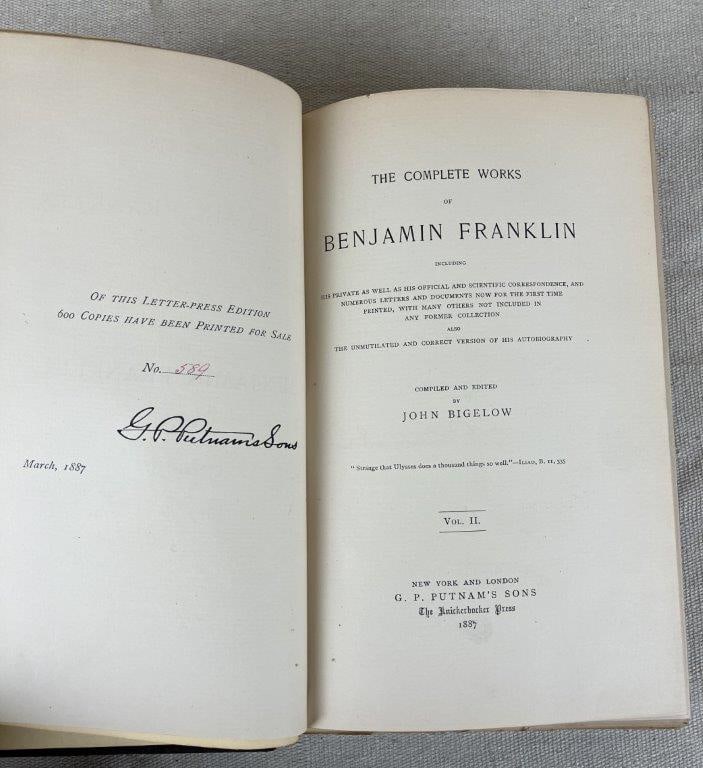 Of this Letter-press Edition
600 Copies have been Printed for Sale
No. 589
G. P. Putnam's Sons
March, 1887
THE COMPLETE WORKS
OF
BENJAMIN FRANKLIN
INCLUDING
HIS PRIVATE AS WELL AS HIS OFFICIAL AND SCIENTIFIC CORRESPONDENCE, AND
NUMEROUS LETTERS AND DOCUMENTS NOW FOR THE FIRST TIME
PRINTED, WITH MANY OTHERS NOT INCLUDED IN
ANY FORMER COLLECTION
ALSO
THE UNMUTILATED AND CORRECT VERSION OF HIS AUTOBIOGRAPHY
COMPILED AND EDITED
BY
JOHN BIGELOW
" Strange that Ulysses does a thousand things so well."—Iliad, B. 11, 335
Vol. II.
NEW YORK AND LONDON
G. P. PUTNAM'S SONS
The Knickerbocker Press
1887